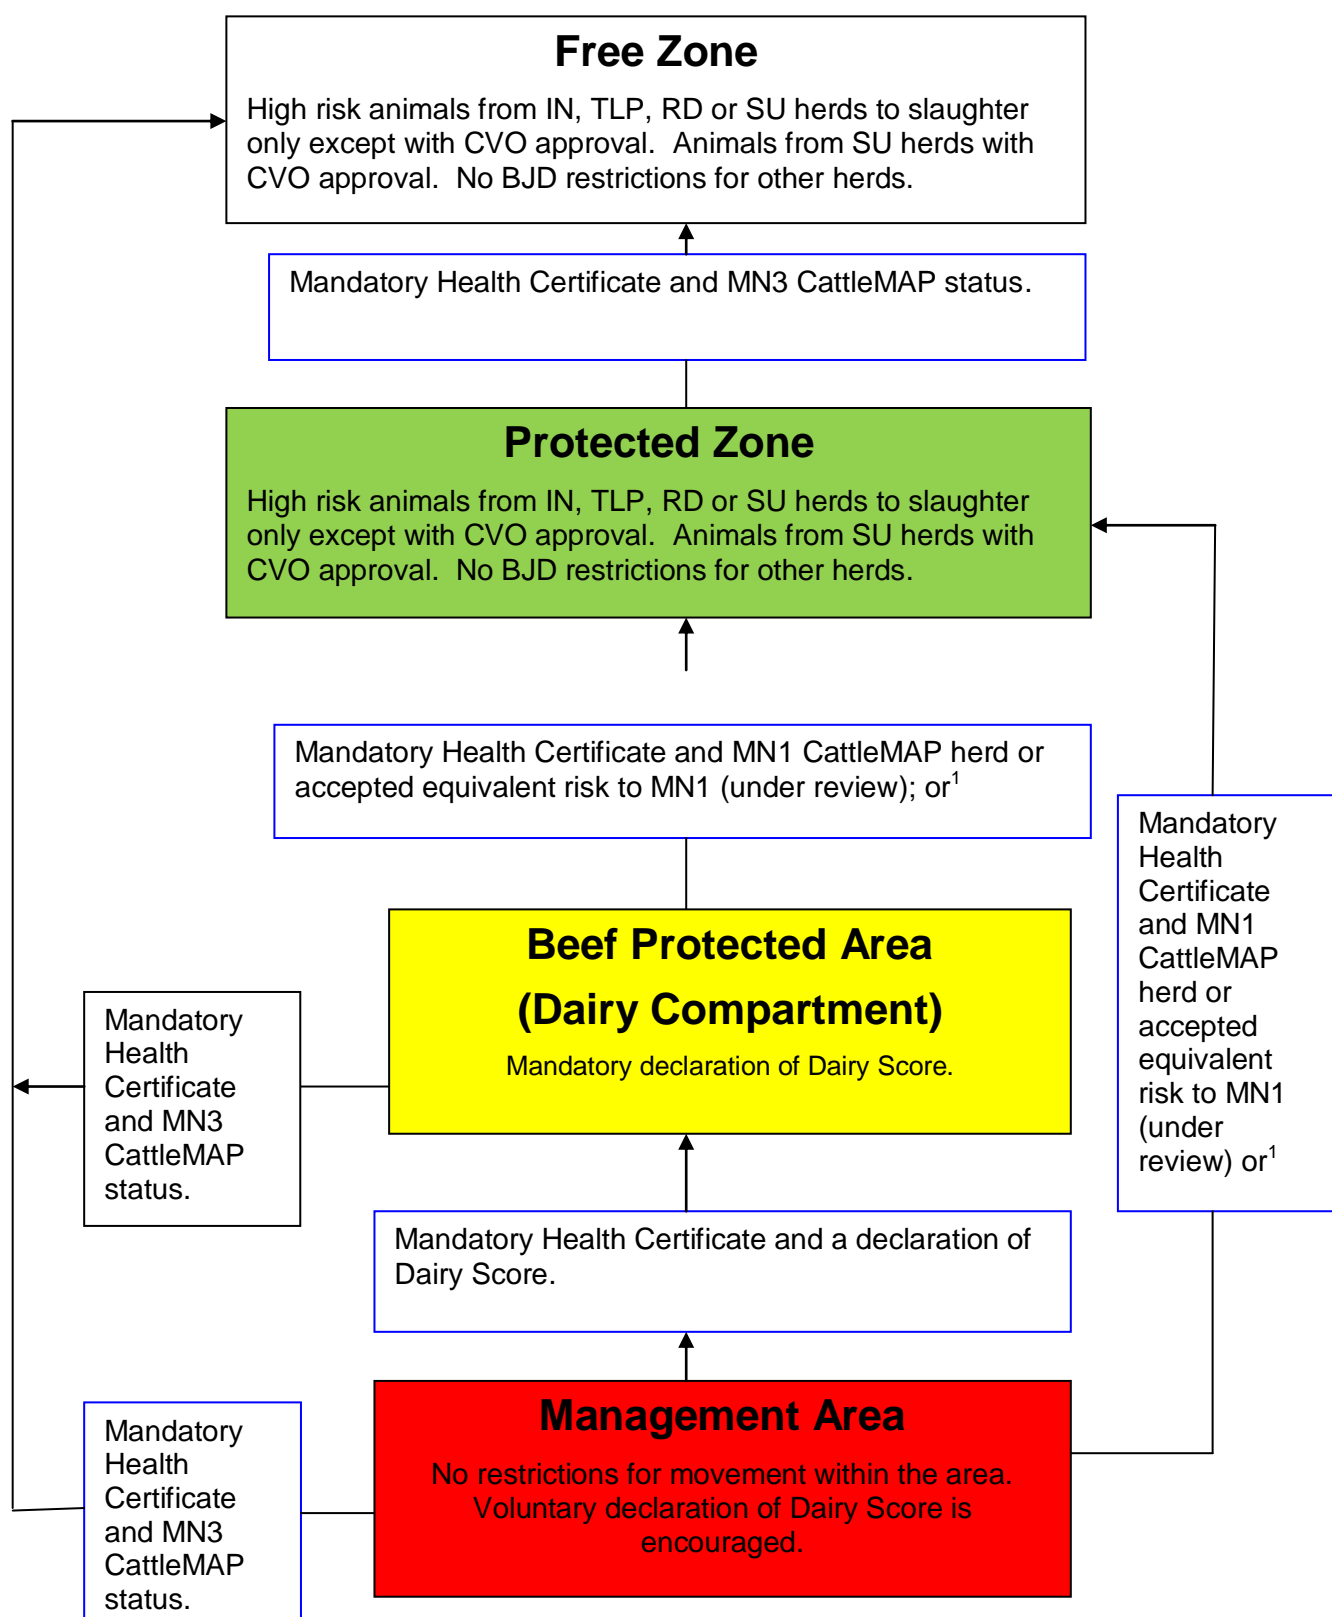 Free Zone
High risk animals from IN, TLP, RD or SU herds to slaughter
only except with CVO approval.  Animals from SU herds with
CVO approval.  No BJD restrictions for other herds.
Mandatory Health Certificate and MN3 CattleMAP status.
Protected Zone
High risk animals from IN, TLP, RD or SU herds to slaughter
only except with CVO approval.  Animals from SU herds with
CVO approval.  No BJD restrictions for other herds.
Mandatory Health Certificate and MN1 CattleMAP herd or
accepted equivalent risk to MN1 (under review); or¹
Mandatory
Health
Certificate
and MN1
CattleMAP
herd or
accepted
equivalent
risk to MN1
(under
review) or¹
Beef Protected Area
(Dairy Compartment)
Mandatory declaration of Dairy Score.
Mandatory
Health
Certificate
and MN3
CattleMAP
status.
Mandatory Health Certificate and a declaration of
Dairy Score.
Management Area
No restrictions for movement within the area.
Voluntary declaration of Dairy Score is
encouraged.
Mandatory
Health
Certificate
and MN3
CattleMAP
status.